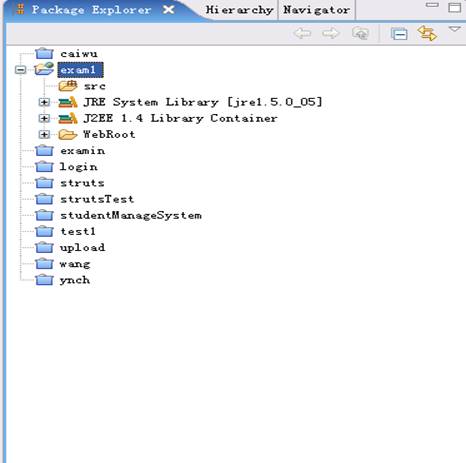 Package Explorer Hierarchy Navigator
caiwu
exam1
src
JRE System Library [jre1.5.0_05]
J2EE 1.4 Library Container
WebRoot
examin
login
struts
strutsTest
studentManageSystem
test1
upload
wang
ynch